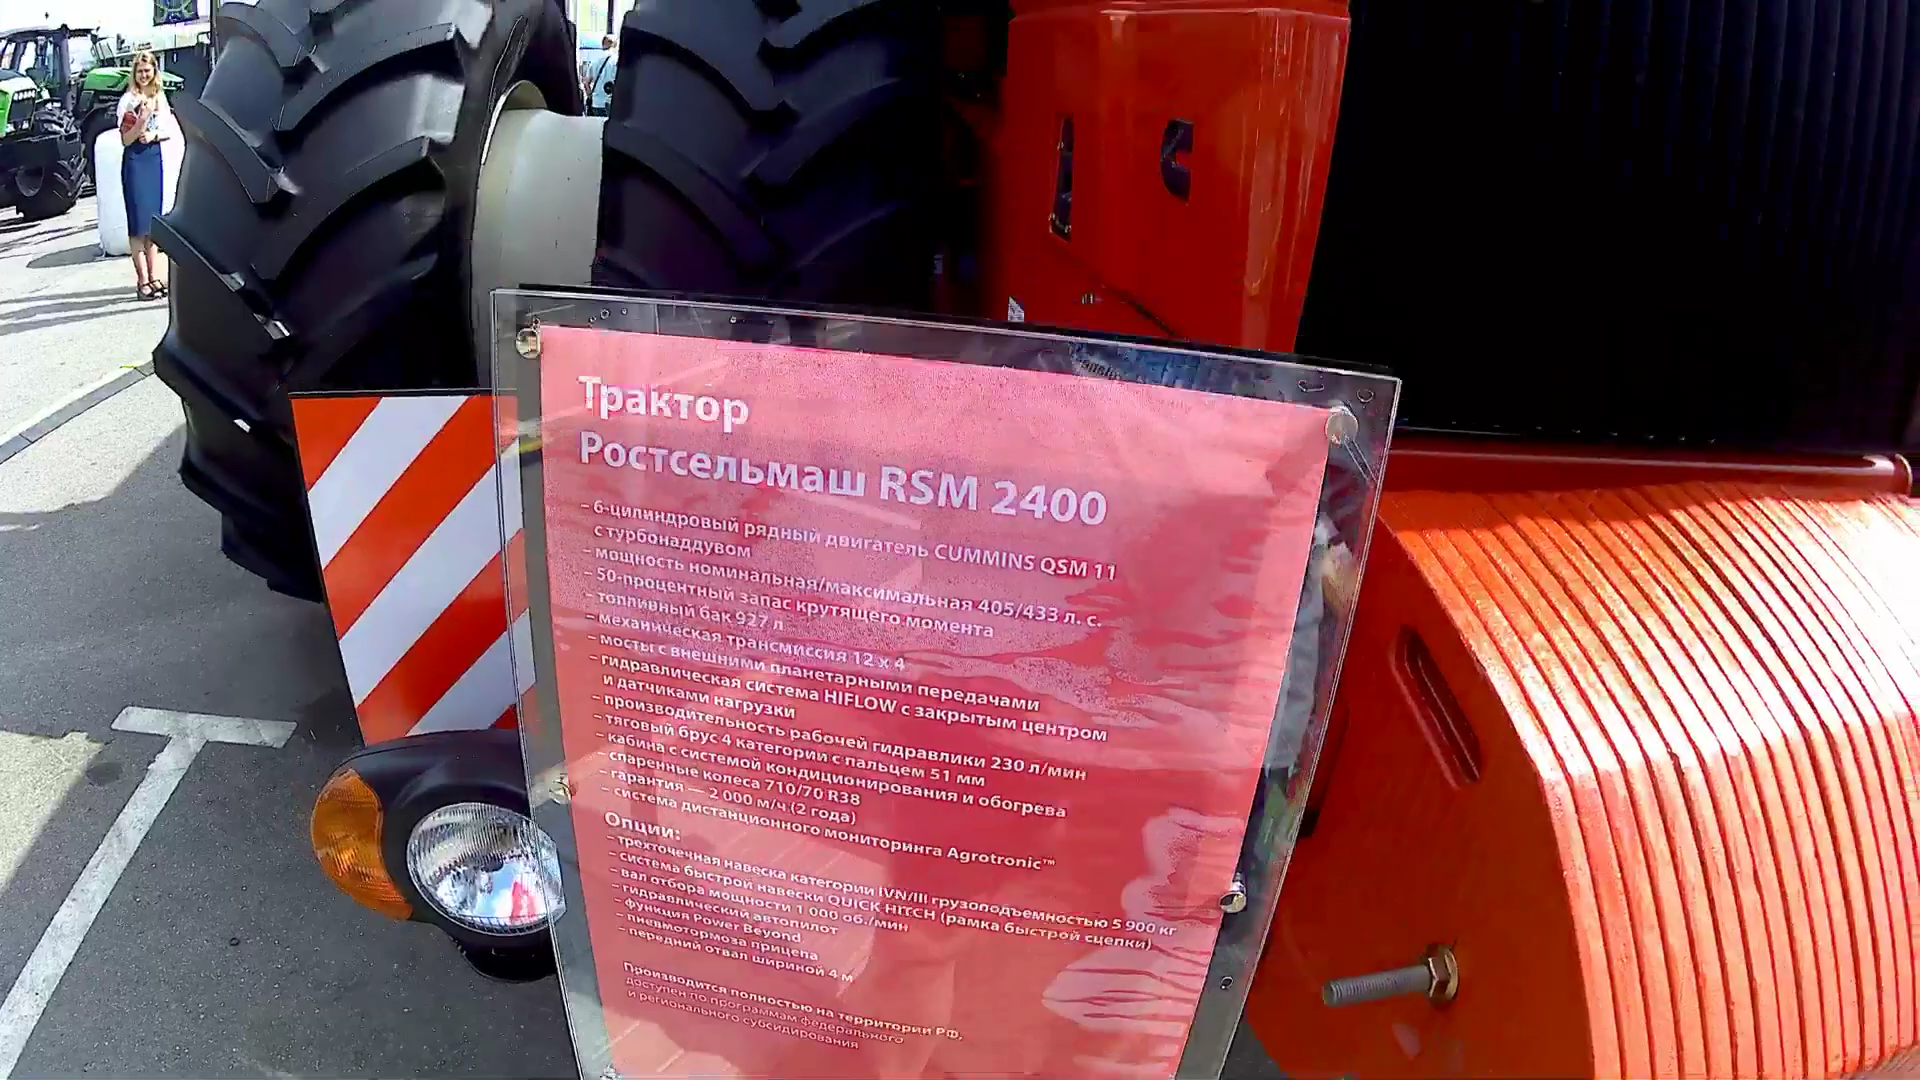 Трактор
Ростсельмаш RSM 2400
– 6-цилиндровый рядный двигатель CUMMINS QSM 11
с турбонаддувом
– мощность номинальная/максимальная 405/433 л. с.
– 50-процентный запас крутящего момента
– топливный бак 927 л
– механическая трансмиссия 12 x 4
– мосты с внешними планетарными передачами
– гидравлическая система HIFLOW с закрытым центром
и датчиками нагрузки
– производительность рабочей гидравлики 230 л/мин
– тяговый брус 4 категории с пальцем 51 мм
– кабина с системой кондиционирования и обогрева
– спаренные колеса 710/70 R38
– гарантия — 2 000 м/ч (2 года)
– система дистанционного мониторинга Agrotronic™
Опции:
– трехточечная навеска категории IVN/III грузоподъемностью 5 900 кг
– система быстрой навески QUICK HITCH (рамка быстрой сцепки)
– вал отбора мощности 1 000 об./мин
– гидравлический автопилот
– функция Power Beyond
– пневмотормоза прицепа
– передний отвал шириной 4 м
Производится полностью на территории РФ,
доступен по программам федерального
и регионального субсидирования